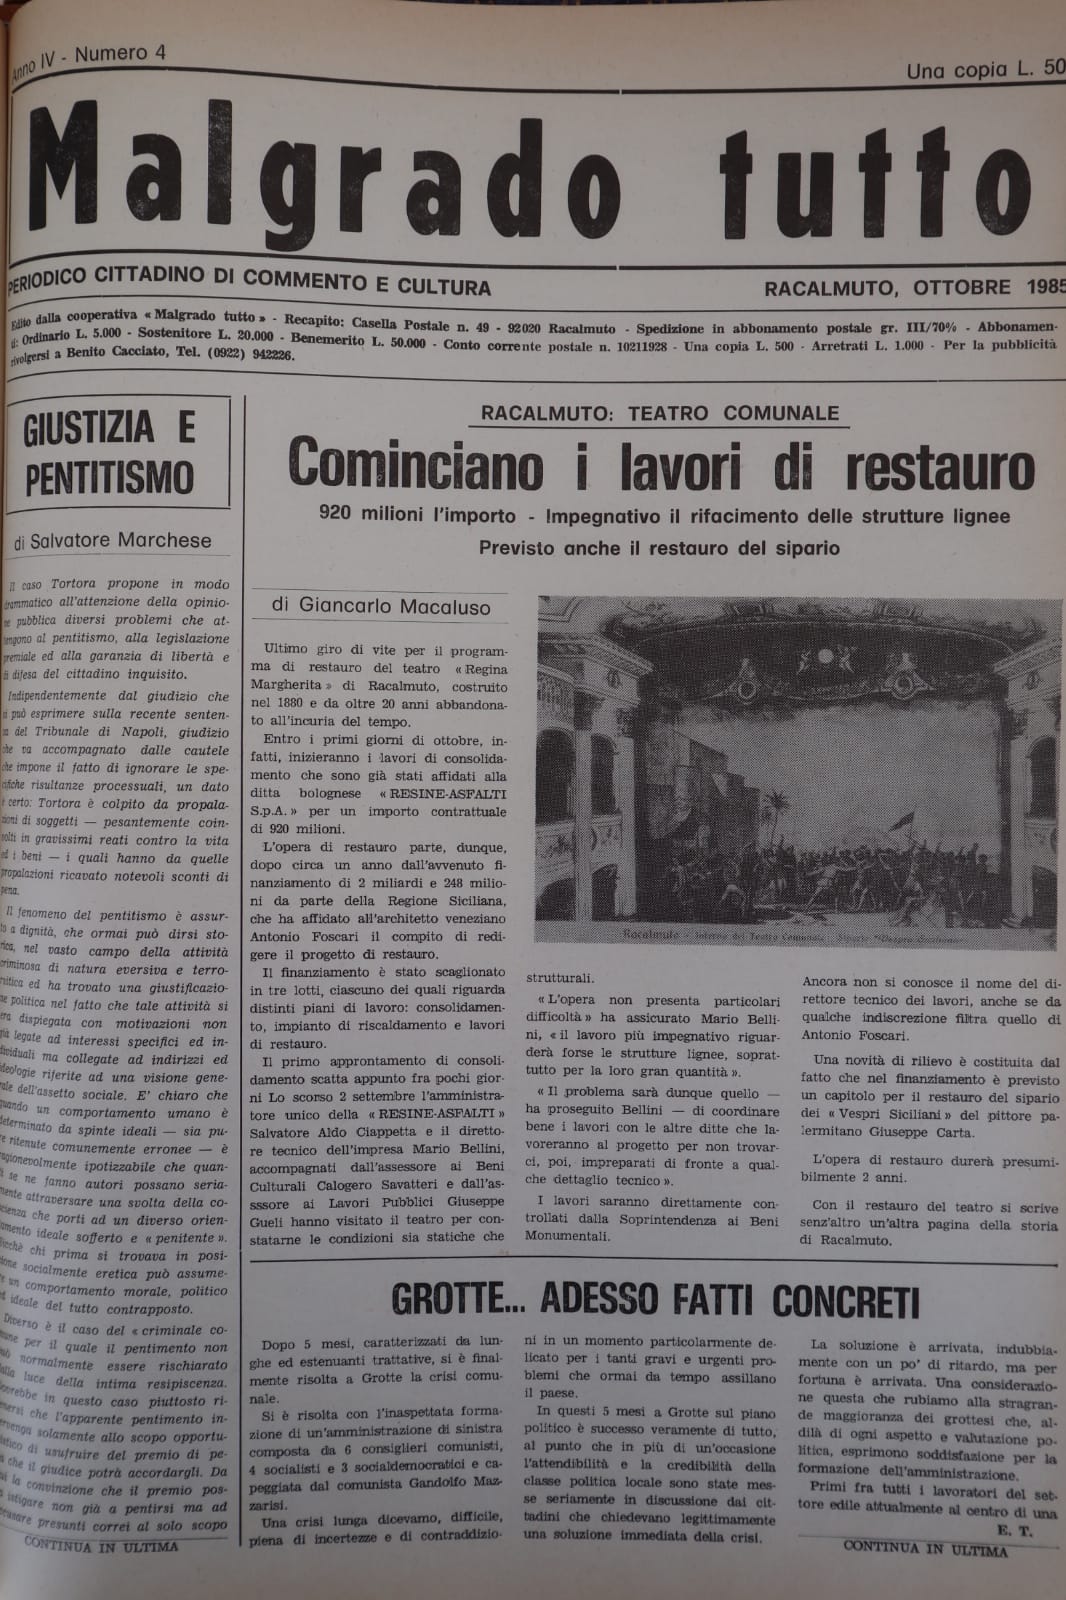 Anno IV - Numero 4
Una copia L. 50
Malgrado tutto
PERIODICO CITTADINO DI COMMENTO E CULTURA
RACALMUTO, OTTOBRE 1985
Edito dalla cooperativa « Malgrado tutto » - Recapito: Casella Postale n. 49 - 92020 Racalmuto - Spedizione in abbonamento postale gr. III/70% - Abbonamen-
ti: Ordinario L. 5.000 - Sostenitore L. 20.000 - Benemerito L. 50.000 - Conto corrente postale n. 10211928 - Una copia L. 500 - Arretrati L. 1.000 - Per la pubblicità
rivolgersi a Benito Cacciato, Tel. (0922) 942226.
GIUSTIZIA E
PENTITISMO
di Salvatore Marchese
Il caso Tortora propone in modo
drammatico all'attenzione della opinio-
ne pubblica diversi problemi che at-
tengono al pentitismo, alla legislazione
premiale ed alla garanzia di libertà e
di difesa del cittadino inquisito.
Indipendentemente dal giudizio che
si può esprimere sulla recente senten-
za del Tribunale di Napoli, giudizio
che va accompagnato dalle cautele
che impone il fatto di ignorare le spe-
cifiche risultanze processuali, un dato
è certo: Tortora è colpito da propala-
zioni di soggetti — pesantemente coin-
volti in gravissimi reati contro la vita
ed i beni — i quali hanno da quelle
propalazioni ricavato notevoli sconti di
pena.
Il fenomeno del pentitismo è assur-
to a dignità, che ormai può dirsi sto-
rica, nel vasto campo della attività
criminosa di natura eversiva e terro-
ristica ed ha trovato una giustificazio-
ne politica nel fatto che tale attività si
era dispiegata con motivazioni non
già legate ad interessi specifici ed in-
dividuali ma collegate ad indirizzi ed
ideologie riferite ad una visione gene-
rale dell'assetto sociale. E' chiaro che
quando un comportamento umano è
determinato da spinte ideali — sia pu-
re ritenute comunemente erronee — è
ragionevolmente ipotizzabile che quan-
ti se ne fanno autori possano seria-
mente attraversare una svolta della co-
scienza che porti ad un diverso orien-
tamento ideale sofferto e « penitente ».
Sicchè chi prima si trovava in posi-
zione socialmente eretica può assume-
re un comportamento morale, politico
ed ideale del tutto contrapposto.
Diverso è il caso del « criminale co-
mune per il quale il pentimento non
può normalmente essere rischiarato
dalla luce della intima resipiscenza.
Dovrebbe in questo caso piuttosto ri-
tenersi che l'apparente pentimento in-
tervenga solamente allo scopo opportu-
nistico di usufruire del premio di pe-
na che il giudice potrà accordargli. Da
qui la convinzione che il premio pos-
sa istigare non già a pentirsi ma ad
accusare presunti correi al solo scopo
CONTINUA IN ULTIMA
RACALMUTO: TEATRO COMUNALE
Cominciano i lavori di restauro
920 milioni l'importo - Impegnativo il rifacimento delle strutture lignee
Previsto anche il restauro del sipario
di Giancarlo Macaluso
Ultimo giro di vite per il program-
ma di restauro del teatro « Regina
Margherita » di Racalmuto, costruito
nel 1880 e da oltre 20 anni abbandona-
to all'incuria del tempo.
Entro i primi giorni di ottobre, in-
fatti, inizieranno i lavori di consolida-
mento che sono già stati affidati alla
ditta bolognese « RESINE-ASFALTI
S.p.A. » per un importo contrattuale
di 920 milioni.
L'opera di restauro parte, dunque,
dopo circa un anno dall'avvenuto fi-
nanziamento di 2 miliardi e 248 milio-
ni da parte della Regione Siciliana,
che ha affidato all'architetto veneziano
Antonio Foscari il compito di redi-
gere il progetto di restauro.
Il finanziamento è stato scaglionato
in tre lotti, ciascuno dei quali riguarda
distinti piani di lavoro: consolidamen-
to, impianto di riscaldamento e lavori
di restauro.
Il primo approntamento di consoli-
damento scatta appunto fra pochi gior-
ni Lo scorso 2 settembre l'amministra-
tore unico della « RESINE-ASFALTI »
Salvatore Aldo Ciappetta e il diretto-
re tecnico dell'impresa Mario Bellini,
accompagnati dall'assessore ai Beni
Culturali Calogero Savatteri e dall'as-
sssore ai Lavori Pubblici Giuseppe
Gueli hanno visitato il teatro per con-
statarne le condizioni sia statiche che
Racalmuto - Interno del Teatro Comunale - Sipario
strutturali.
« L'opera non presenta particolari
difficoltà » ha assicurato Mario Belli-
ni, « il lavoro più impegnativo riguar-
derà forse le strutture lignee, soprat-
tutto per la loro gran quantità ».
« Il problema sarà dunque quello —
ha proseguito Bellini — di coordinare
bene i lavori con le altre ditte che la-
voreranno al progetto per non trovar-
ci, poi, impreparati di fronte a qual-
che dettaglio tecnico ».
I lavori saranno direttamente con-
trollati dalla Soprintendenza ai Beni
Monumentali.
Ancora non si conosce il nome del di-
rettore tecnico dei lavori, anche se da
qualche indiscrezione filtra quello di
Antonio Foscari.
Una novità di rilievo è costituita dal
fatto che nel finanziamento è previsto
un capitolo per il restauro del sipario
dei « Vespri Siciliani » del pittore pa-
lermitano Giuseppe Carta.
L'opera di restauro durerà presumi-
bilmente 2 anni.
Con il restauro del teatro si scrive
senz'altro un'altra pagina della storia
di Racalmuto.
GROTTE... ADESSO FATTI CONCRETI
Dopo 5 mesi, caratterizzati da lun-
ghe ed estenuanti trattative, si è final-
mente risolta a Grotte la crisi comu-
nale.
Si è risolta con l'inaspettata forma-
zione di un'amministrazione di sinistra
composta da 6 consiglieri comunisti,
4 socialisti e 3 socialdemocratici e ca-
peggiata dal comunista Gandolfo Maz-
zarisi.
Una crisi lunga dicevamo, difficile,
piena di incertezze e di contraddizio-
ni in un momento particolarmente de-
licato per i tanti gravi e urgenti pro-
blemi che ormai da tempo assillano
il paese.
In questi 5 mesi a Grotte sul piano
politico è successo veramente di tutto,
al punto che in più di un'occasione
l'attendibilità e la credibilità della
classe politica locale sono state mes-
se seriamente in discussione dai cit-
tadini che chiedevano legittimamente
una soluzione immediata della crisi.
La soluzione è arrivata, indubbia-
mente con un po' di ritardo, ma per
fortuna è arrivata. Una considerazio-
ne questa che rubiamo alla stragran-
de maggioranza dei grottesi che, al-
dilà di ogni aspetto e valutazione po-
litica, esprimono soddisfazione per la
formazione dell'amministrazione.
Primi fra tutti i lavoratori del set-
tore edile attualmente al centro di una
E. T.
CONTINUA IN ULTIMA